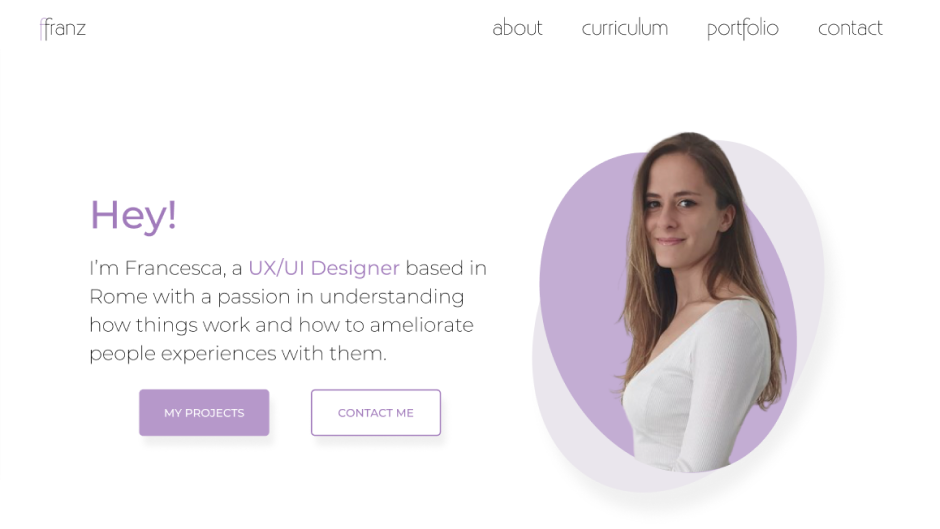 ffranz
about curriculum portfolio contact
Hey!
I'm Francesca, a UX/UI Designer based in
Rome with a passion in understanding
how things work and how to ameliorate
people experiences with them.
MY PROJECTS
CONTACT ME